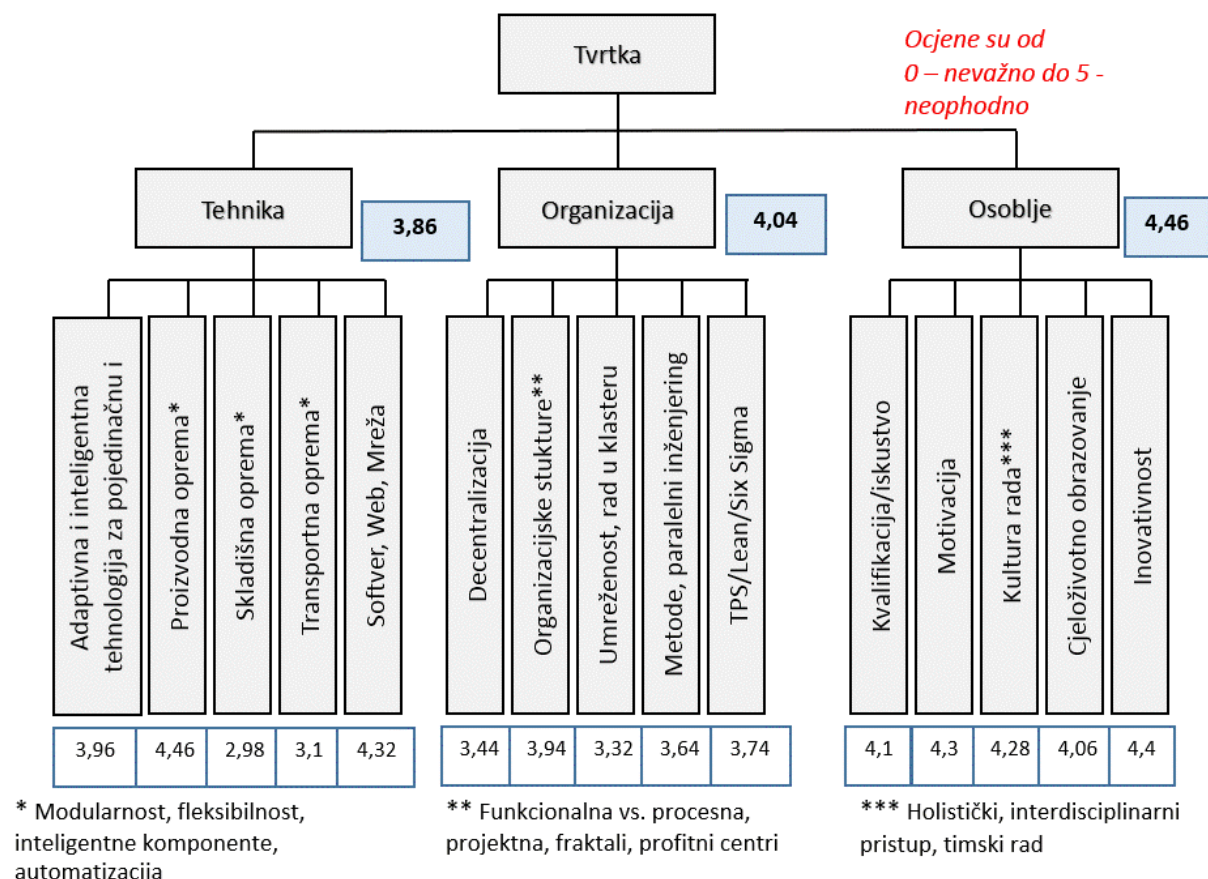 Tvrtka
Ocjene su od
0 – nevažno do 5 -
neophodno
Tehnika
3,86
Organizacija
4,04
Osoblje
4,46
Adaptivna i inteligentna
tehnologija za pojedinačnu i
Proizvodna oprema*
Skladišna oprema*
Transportna oprema*
Softver, Web, Mreža
Decentralizacija
Organizacijske stukture**
Umreženost, rad u klasteru
Metode, paralelni inženjering
TPS/Lean/Six Sigma
Kvalifikacija/iskustvo
Motivacija
Kultura rada***
Cjeloživotno obrazovanje
Inovativnost
3,96 4,46 2,98 3,1 4,32
3,44 3,94 3,32 3,64 3,74
4,1 4,3 4,28 4,06 4,4
* Modularnost, fleksibilnost,
inteligentne komponente,
automatizacija
** Funkcionalna vs. procesna,
projektna, fraktali, profitni centri
*** Holistički, interdisciplinarni
pristup, timski rad